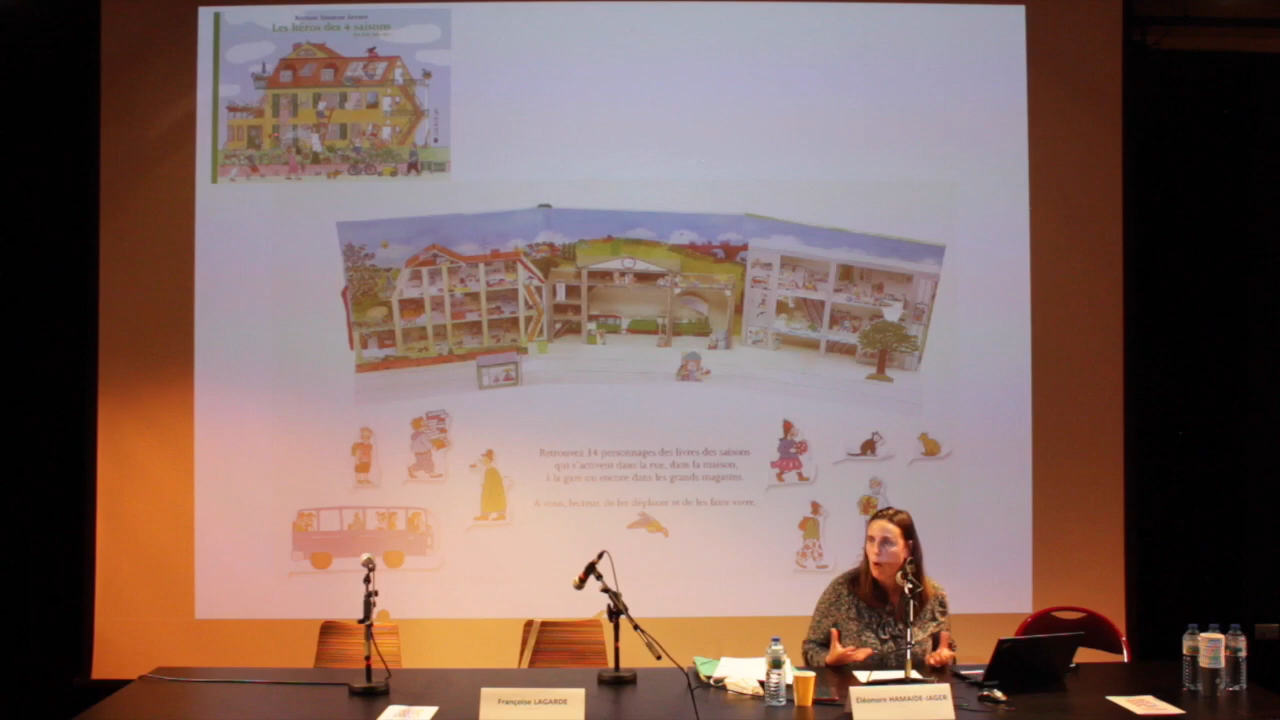 Les héros des 4 saisons
Retrouvez 14 personnages des livres des saisons
qui s'activent dans la rue, dans la maison,
à la gare ou encore dans les grands magasins.
A vous, lecteur, de les déplacer et de les faire vivre.
Françoise LAGARDE
Eléonore HAMAIDE-JAGER